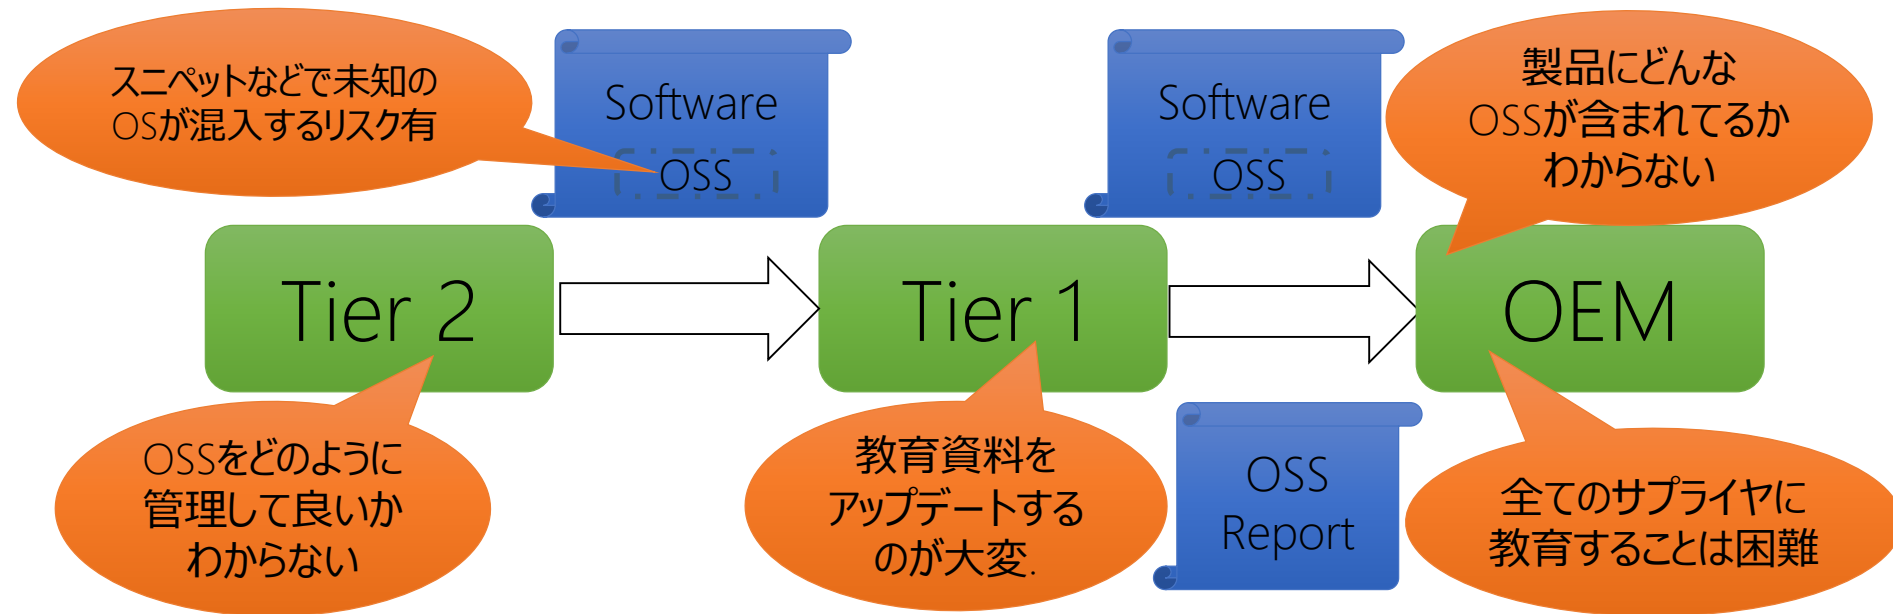 スニペットなどで未知の
OSが混入するリスク有
Software
OSS
Software
OSS
製品にどんな
OSSが含まれてるか
わからない
Tier 2
Tier 1
OEM
OSSをどのように
管理して良いか
わからない
教育資料を
アップデートする
のが大変.
OSS
Report
全てのサプライヤに
教育することは困難